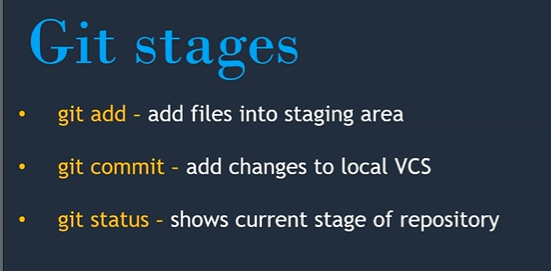 Git stages
• git add – add files into staging area
• git commit – add changes to local VCS
• git status – shows current stage of repository